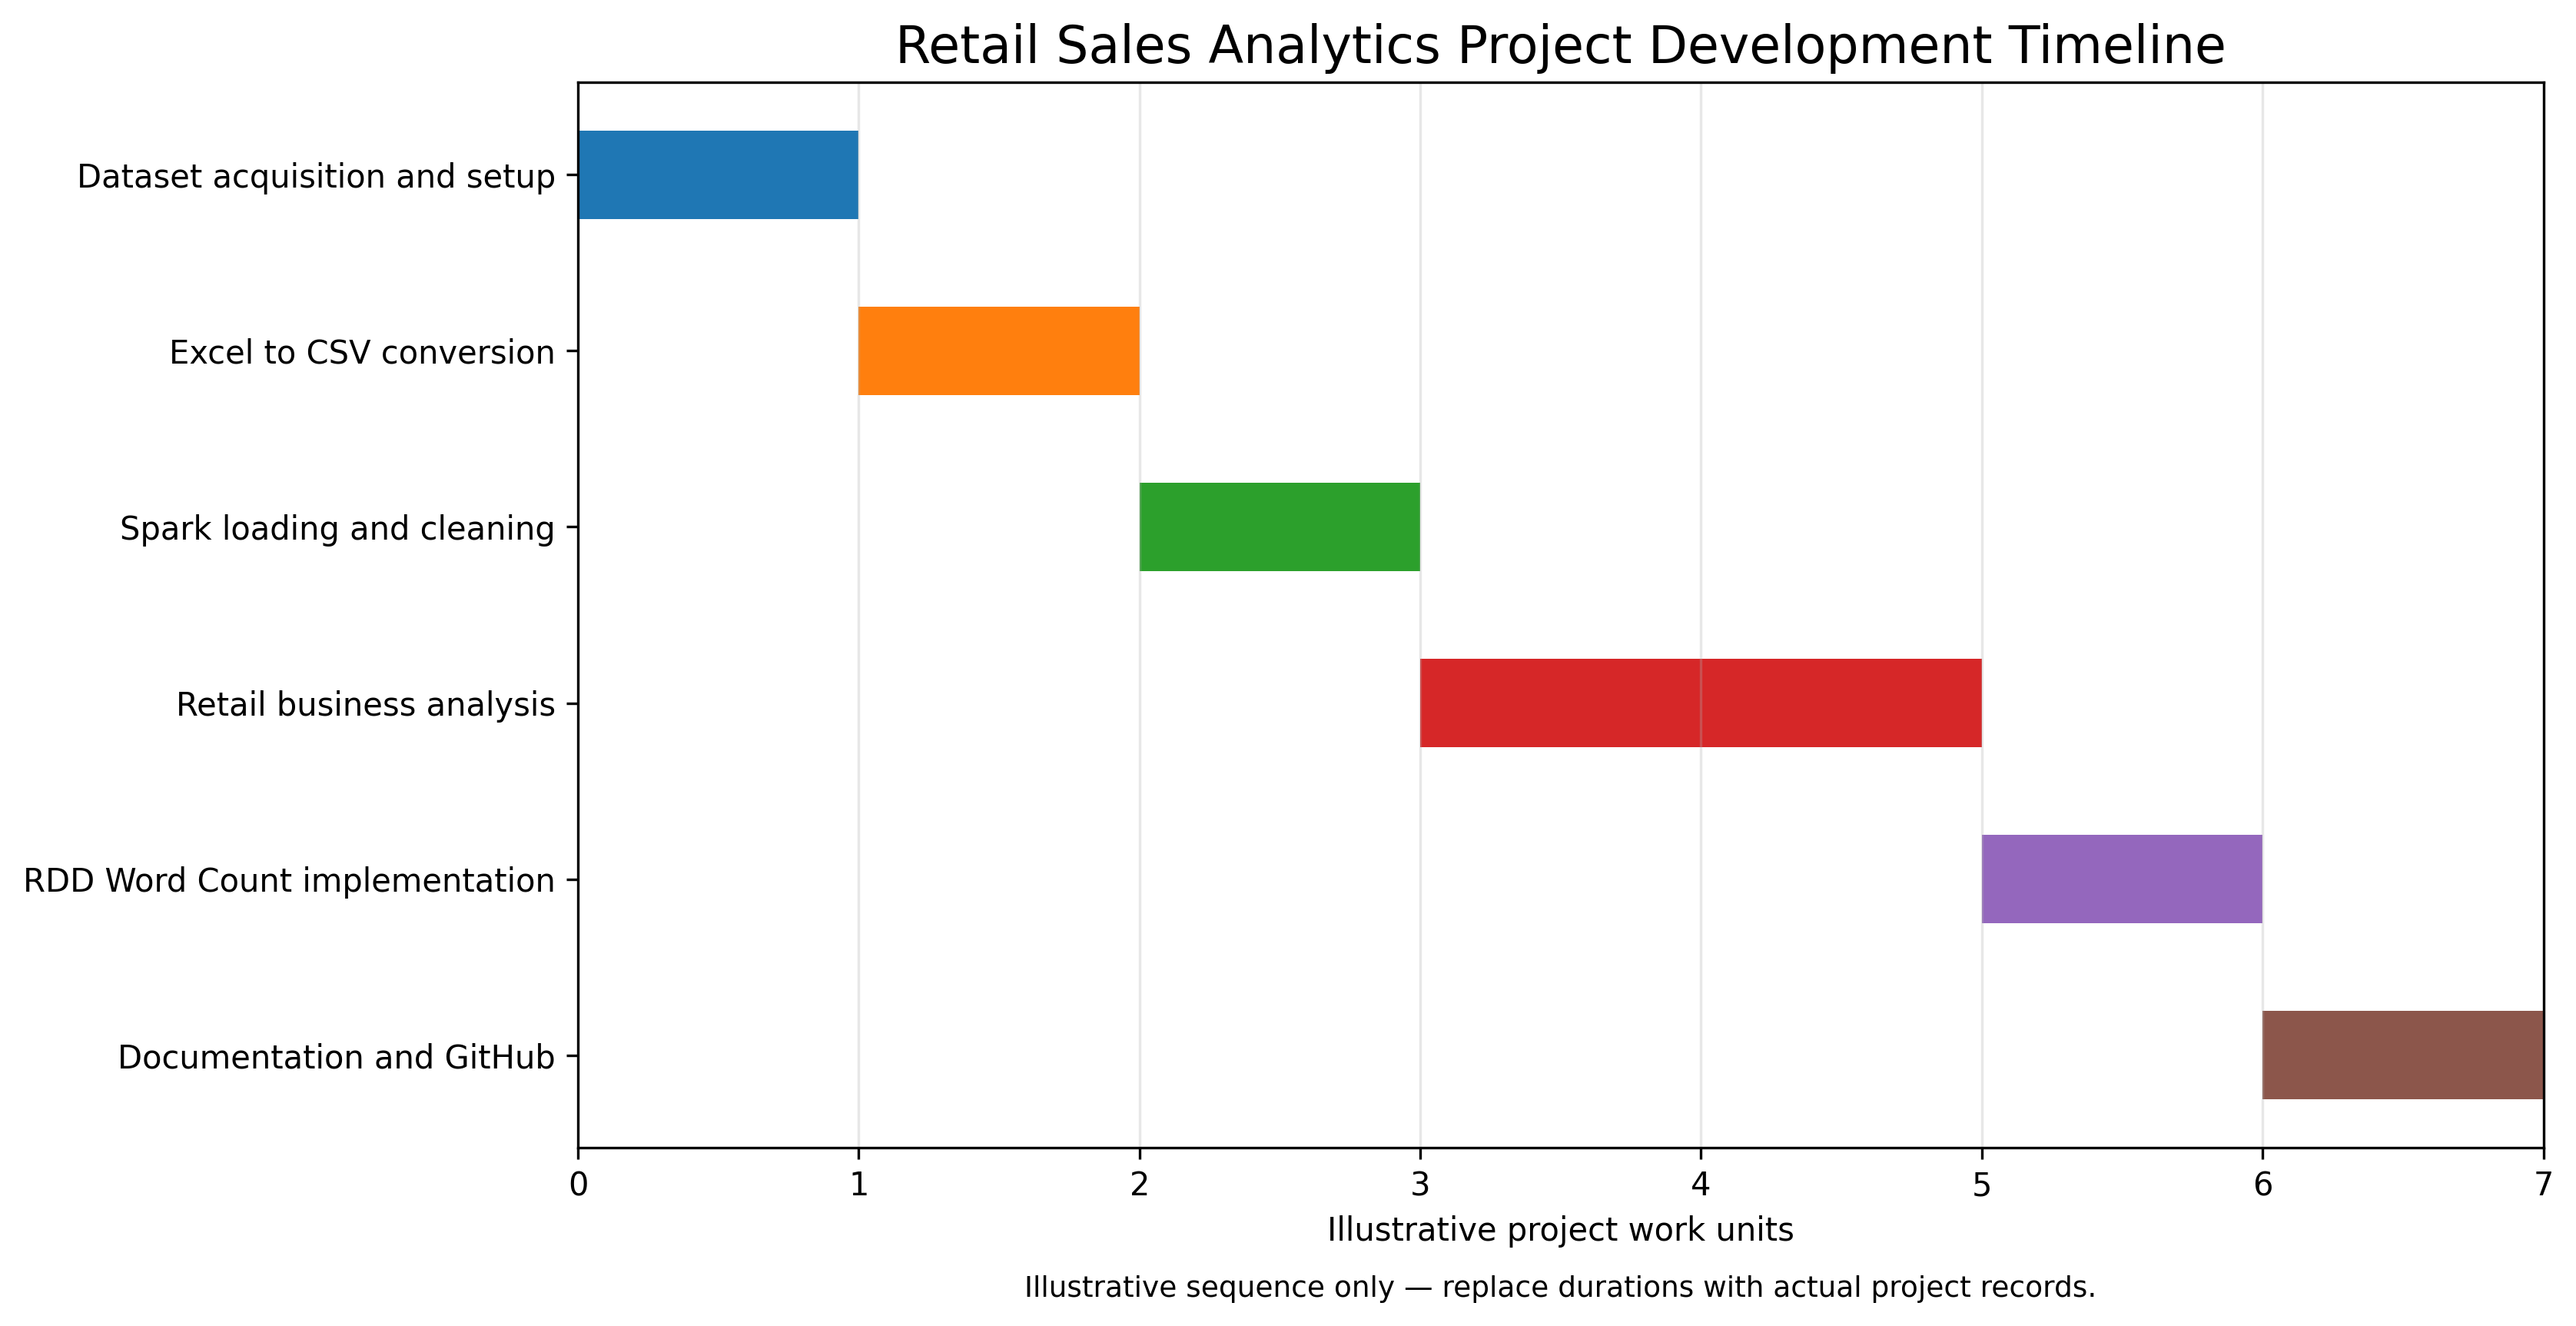 Retail Sales Analytics Project Development Timeline
Dataset acquisition and setup
Excel to CSV conversion
Spark loading and cleaning
Retail business analysis
RDD Word Count implementation
Documentation and GitHub
0 1 2 3 4 5 6 7
Illustrative project work units
Illustrative sequence only — replace durations with actual project records.